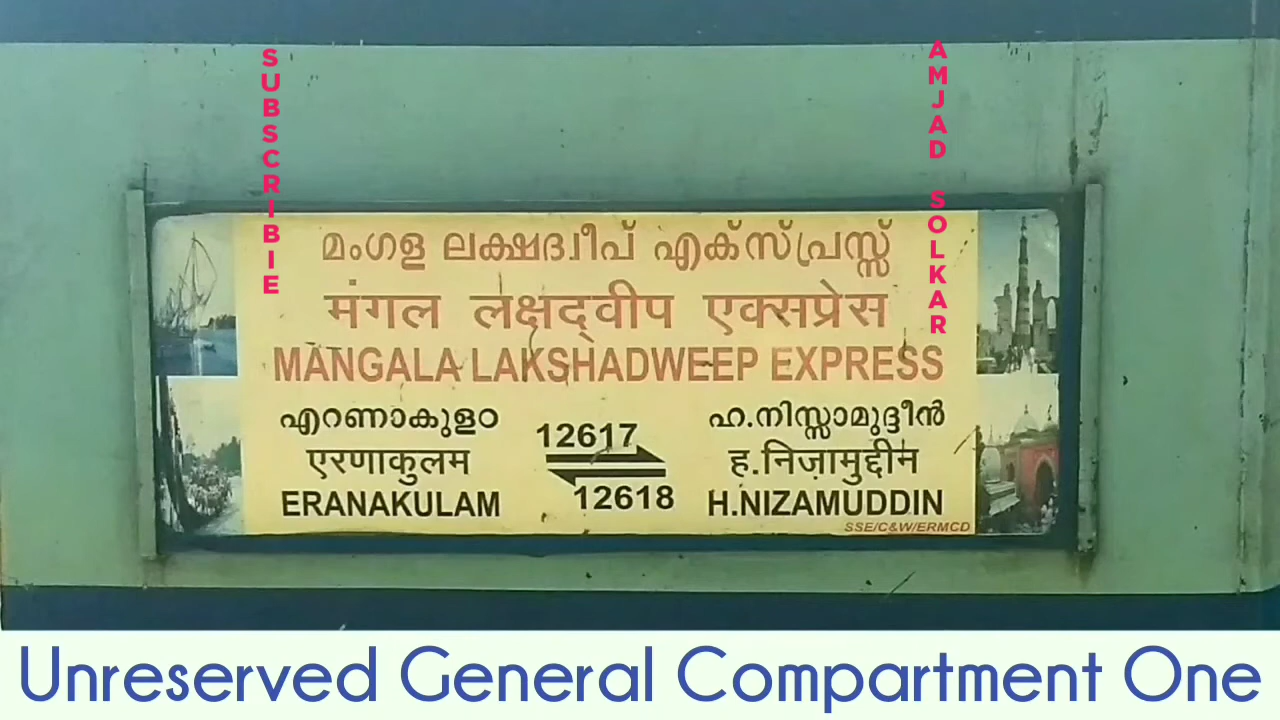 SUBSCRIBIE
AMJAD SOLKAR
മംഗള ലക്ഷദ്വീപ് എക്സ്പ്രസ്സ്
मंगल लक्षद्वीप एक्सप्रेस
MANGALA LAKSHADWEEP EXPRESS
എറണാകുളം
एरणाकुलम
ERANAKULAM
12617
12618
ഹ.നിസ്സാമുദ്ദീൻ
ह.निज़ामुद्दीन
H.NIZAMUDDIN
SSE/C&W/ERMCD
Unreserved General Compartment One